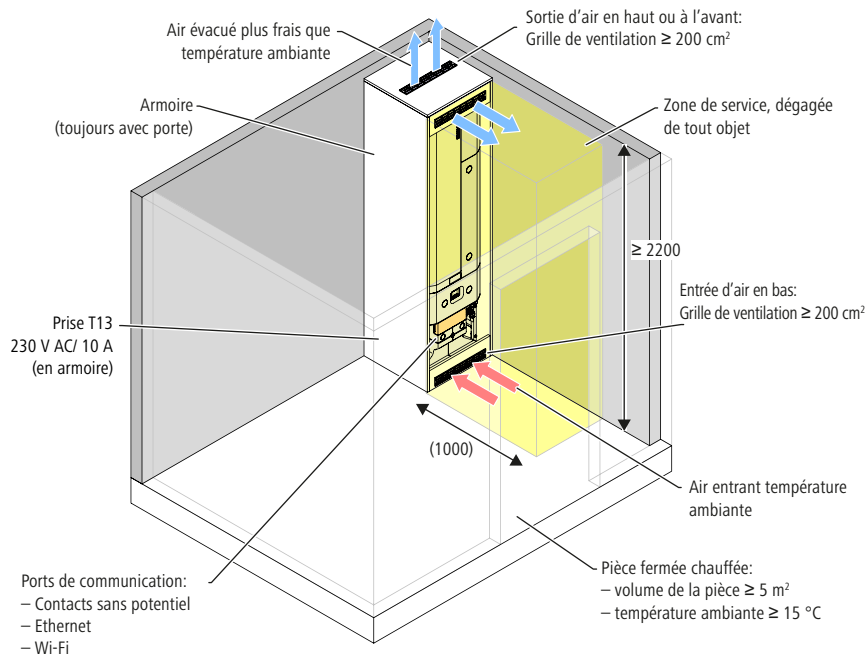 Air évacué plus frais que
température ambiante
Sortie d'air en haut ou à l'avant:
Grille de ventilation ≥ 200 cm²
Armoire
(toujours avec porte)
Zone de service, dégagée
de tout objet
≥ 2200
Entrée d'air en bas:
Grille de ventilation ≥ 200 cm²
Prise T13
230 V AC/ 10 A
(en armoire)
(1000)
Air entrant température
ambiante
Ports de communication:
– Contacts sans potentiel
– Ethernet
– Wi-Fi
Pièce fermée chauffée:
– volume de la pièce ≥ 5 m²
– température ambiante ≥ 15 °C